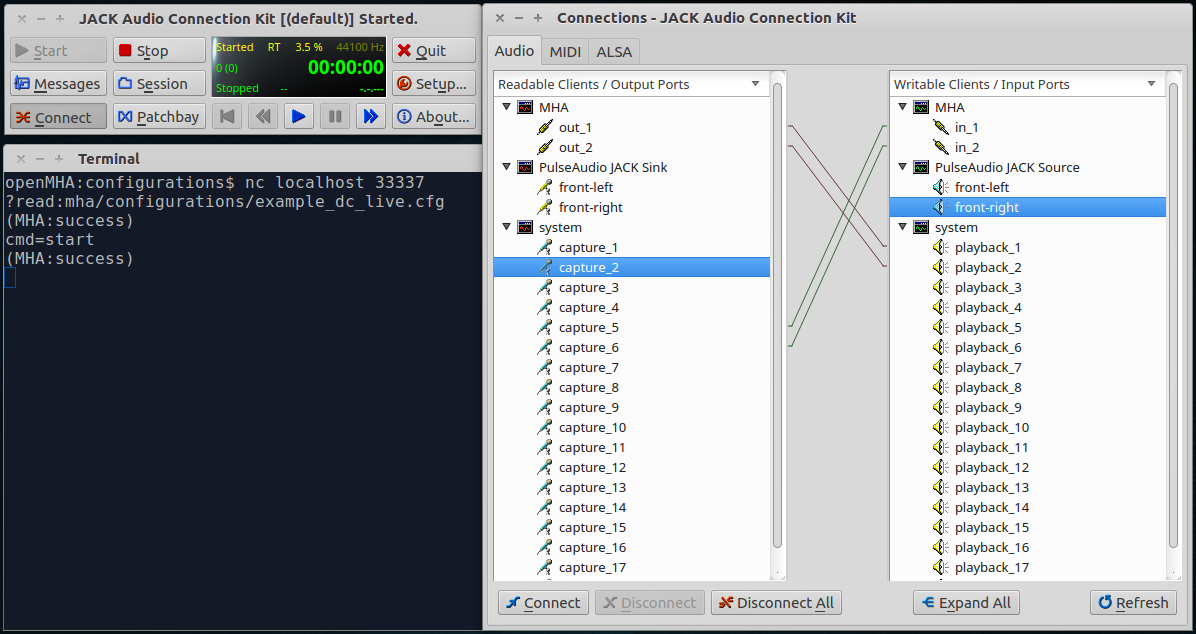 JACK Audio Connection Kit [(default)] Started.
Start
Stop
Started RT 3.5 % 44100 Hz
0 (0) 00:00:00
Stopped -- -.-.---
Quit
Messages
Session
Setup...
Connect
Patchbay
About...
Terminal
openMHA:configurations$ nc localhost 33337
?read:mha/configurations/example_dc_live.cfg
(MHA:success)
cmd=start
(MHA:success)
Connections - JACK Audio Connection Kit
Audio MIDI ALSA
Readable Clients / Output Ports
MHA
out_1
out_2
PulseAudio JACK Sink
front-left
front-right
system
capture_1
capture_2
capture_3
capture_4
capture_5
capture_6
capture_7
capture_8
capture_9
capture_10
capture_11
capture_12
capture_13
capture_14
capture_15
capture_16
capture_17
Writable Clients / Input Ports
MHA
in_1
in_2
PulseAudio JACK Source
front-left
front-right
system
playback_1
playback_2
playback_3
playback_4
playback_5
playback_6
playback_7
playback_8
playback_9
playback_10
playback_11
playback_12
playback_13
playback_14
playback_15
playback_16
playback_17
Connect
Disconnect
Disconnect All
Expand All
Refresh